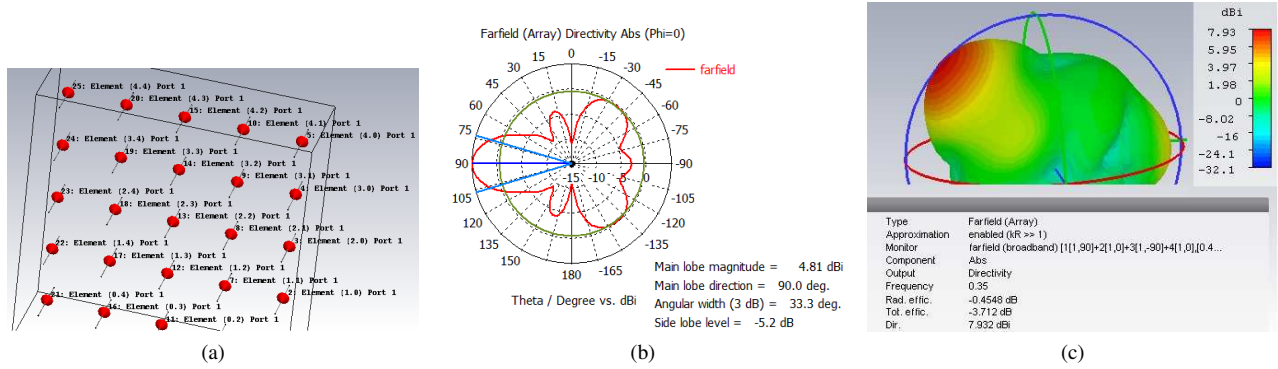 25: Element (4.4) Port 1
20: Element (4.3) Port 1
15: Element (4.2) Port 1
10: Element (4.1) Port 1
5: Element (4.0) Port 1
24: Element (3.4) Port 1
19: Element (3.3) Port 1
14: Element (3.2) Port 1
9: Element (3.1) Port 1
4: Element (3.0) Port 1
23: Element (2.4) Port 1
18: Element (2.3) Port 1
13: Element (2.2) Port 1
8: Element (2.1) Port 1
3: Element (2.0) Port 1
22: Element (1.4) Port 1
17: Element (1.3) Port 1
12: Element (1.2) Port 1
7: Element (1.1) Port 1
2: Element (1.0) Port 1
21: Element (0.4) Port 1
16: Element (0.3) Port 1
11: Element (0.2) Port 1
(a)
Farfield (Array) Directivity Abs (Phi=0)
farfield
0
15 -15
30 -30
45 -45
60 -60
75 -75
90 -90
-15 -10 -5 0
105 -105
120 -120
135 -135
150
180 -165
Theta / Degree vs. dBi
Main lobe magnitude = 4.81 dBi
Main lobe direction = 90.0 deg.
Angular width (3 dB) = 33.3 deg.
Side lobe level = -5.2 dB
(b)
dBi
7.93
5.95
3.97
1.98
0
-8.02
-16
-24.1
-32.1
Type Farfield (Array)
Approximation enabled (kR >> 1)
Monitor farfield (broadband) [1[1,90]+2[1,0]+3[1,-90]+4[1,0],[0.4...
Component Abs
Output Directivity
Frequency 0.35
Rad. effic. -0.4548 dB
Tot. effic. -3.712 dB
Dir. 7.932 dBi
(c)